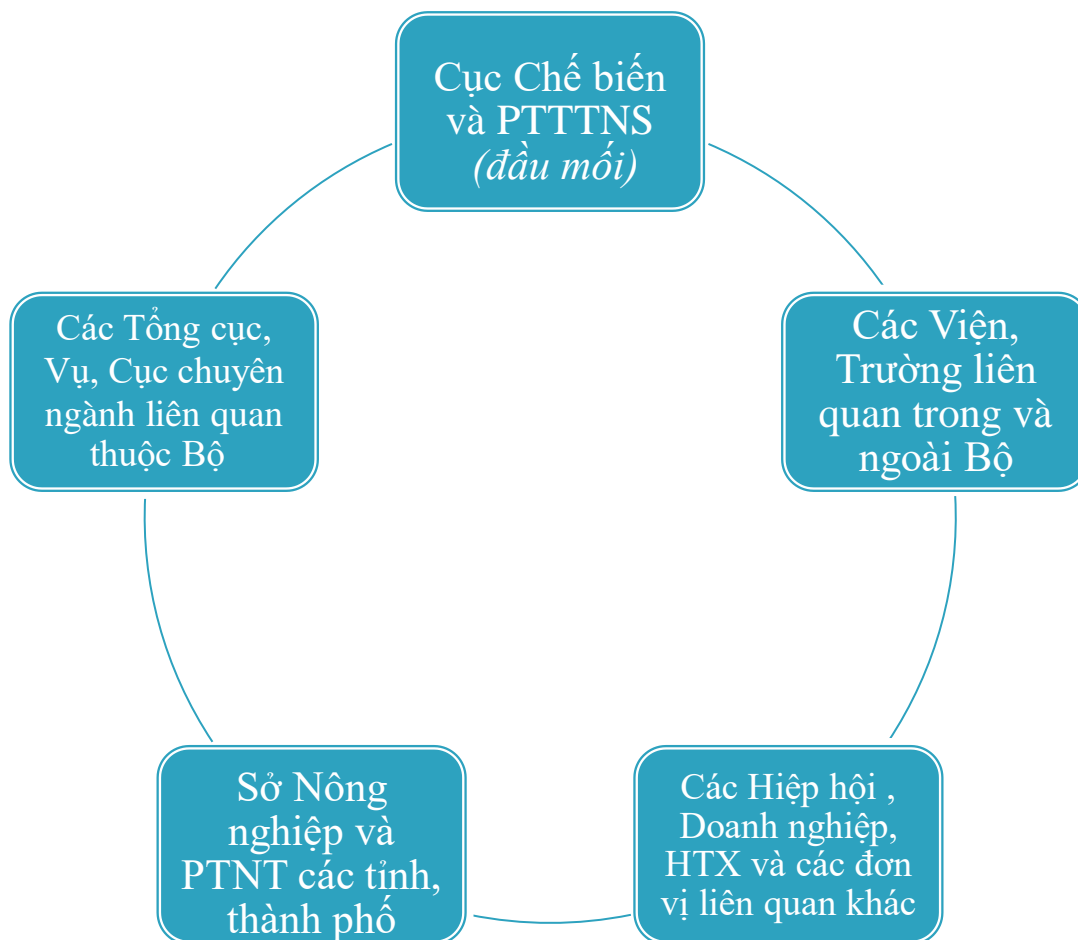 Cục Chế biến
và PTTTNS
(đầu mối)
Các Tổng cục,
Vụ, Cục chuyên
ngành liên quan
thuộc Bộ
Các Viện,
Trường liên
quan trong và
ngoài Bộ
Sở Nông
nghiệp và
PTNT các tỉnh,
thành phố
Các Hiệp hội ,
Doanh nghiệp,
HTX và các đơn
vị liên quan khác